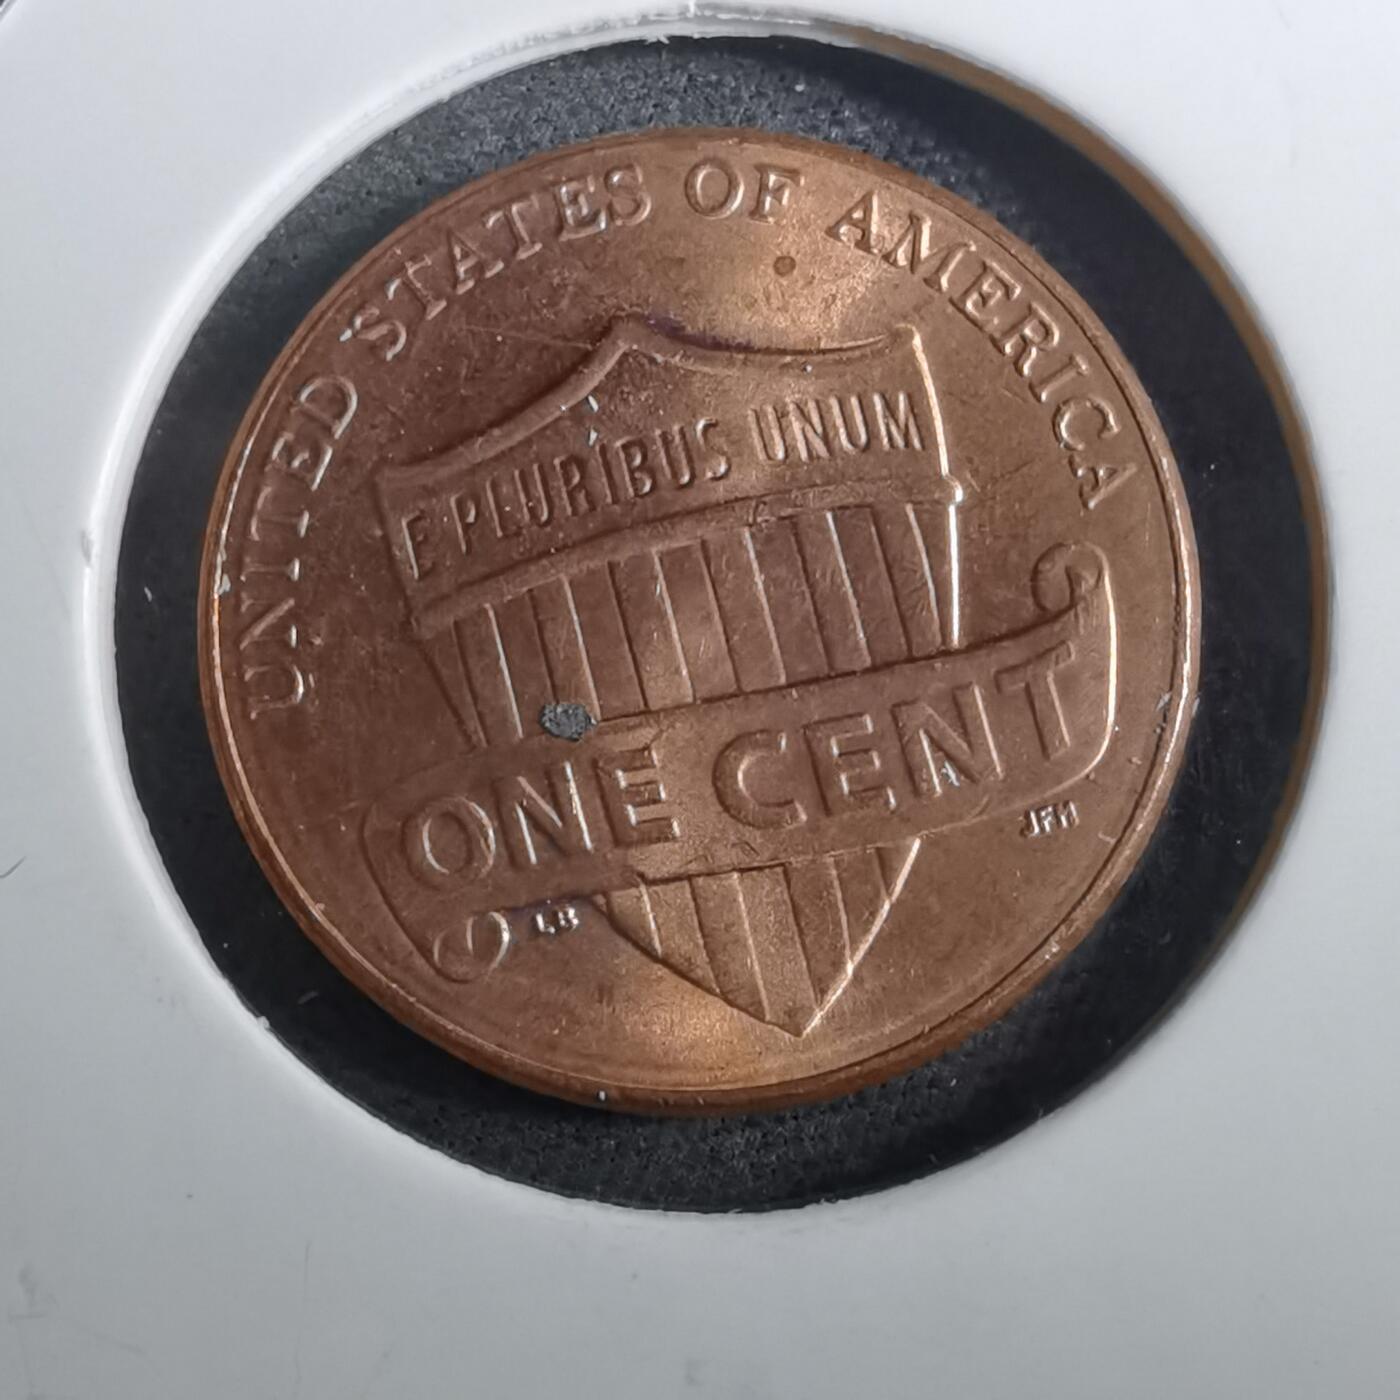 UNITED STATES OF AMERICA
E PLURIBUS UNUM
ONE CENT
LB
JFM